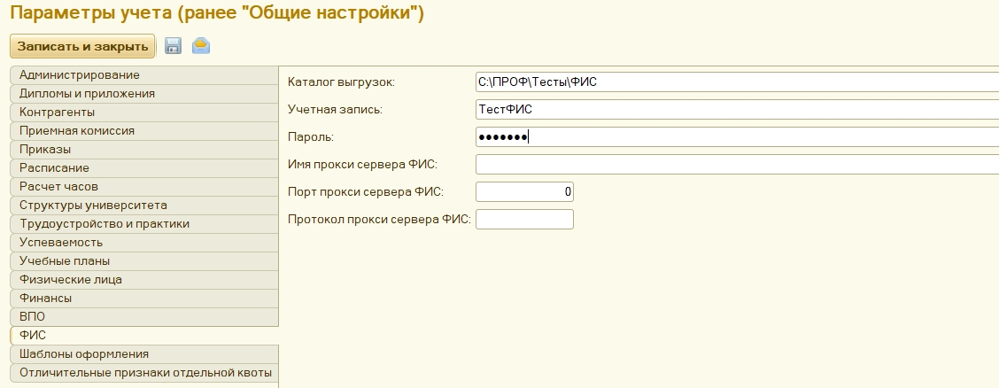 Параметры учета (ранее "Общие настройки")
Записать и закрыть
Администрирование
Дипломы и приложения
Контрагенты
Приемная комиссия
Приказы
Расписание
Расчет часов
Структуры университета
Трудоустройство и практики
Успеваемость
Учебные планы
Физические лица
Финансы
ВПО
ФИС
Шаблоны оформления
Отличительные признаки отдельной квоты
Каталог выгрузок: C:\ПРОФ\Тесты\ФИС
Учетная запись: ТестФИС
Пароль: ●●●●●●●
Имя прокси сервера ФИС:
Порт прокси сервера ФИС: 0
Протокол прокси сервера ФИС: